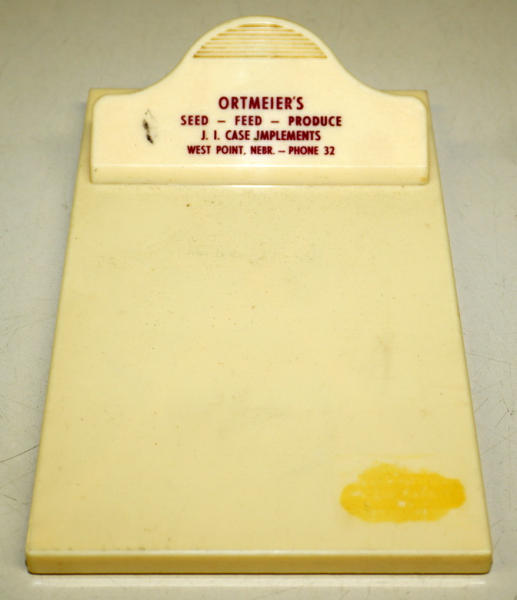 ORTMEIER'S
SEED – FEED – PRODUCE
J. I. CASE JMPLEMENTS
WEST POINT, NEBR. – PHONE 32